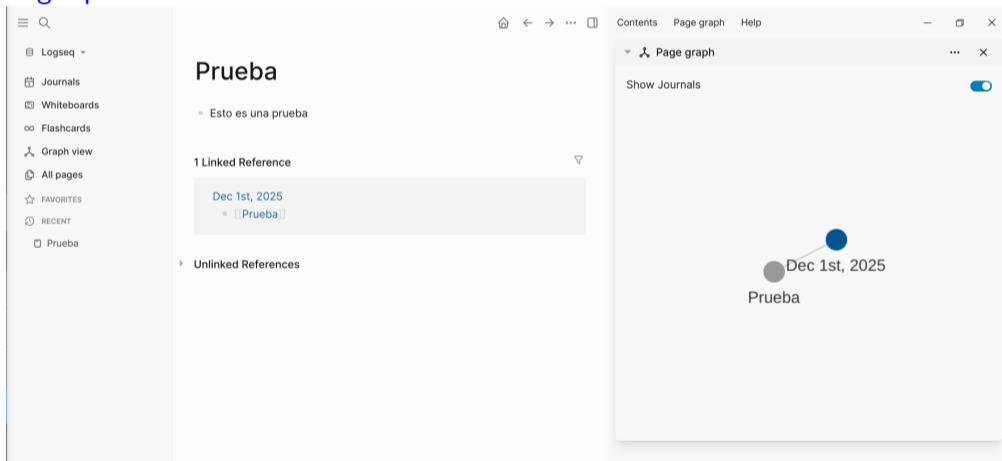 Logseq
Journals
Whiteboards
Flashcards
Graph view
All pages
FAVORITES
RECENT
Prueba
Prueba
Esto es una prueba
1 Linked Reference
Dec 1st, 2025
[[Prueba]]
Unlinked References
Contents Page graph Help
Page graph
Show Journals
Dec 1st, 2025
Prueba